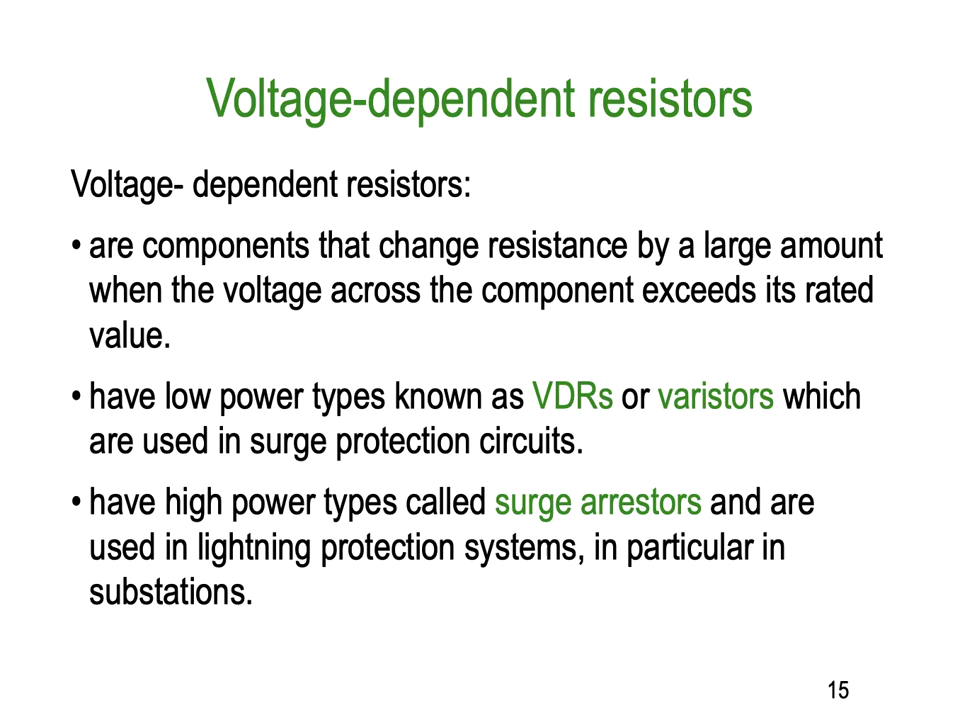 Voltage-dependent resistors
Voltage- dependent resistors:
• are components that change resistance by a large amount
when the voltage across the component exceeds its rated
value.
• have low power types known as VDRs or varistors which
are used in surge protection circuits.
• have high power types called surge arrestors and are
used in lightning protection systems, in particular in
substations.
15